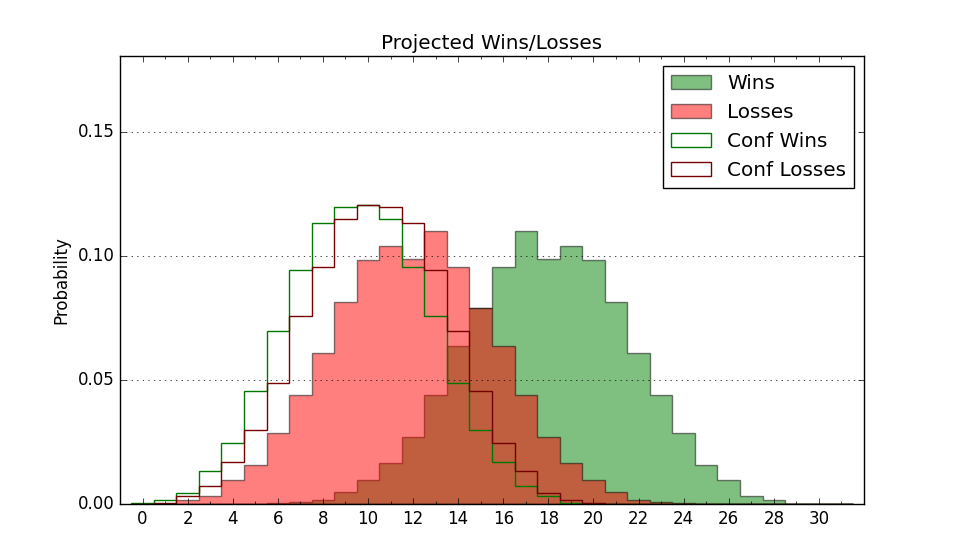 Projected Wins/Losses
Wins
Losses
Conf Wins
Conf Losses
Probability
0.15
0.10
0.05
0.00
0 2 4 6 8 10 12 14 16 18 20 22 24 26 28 30